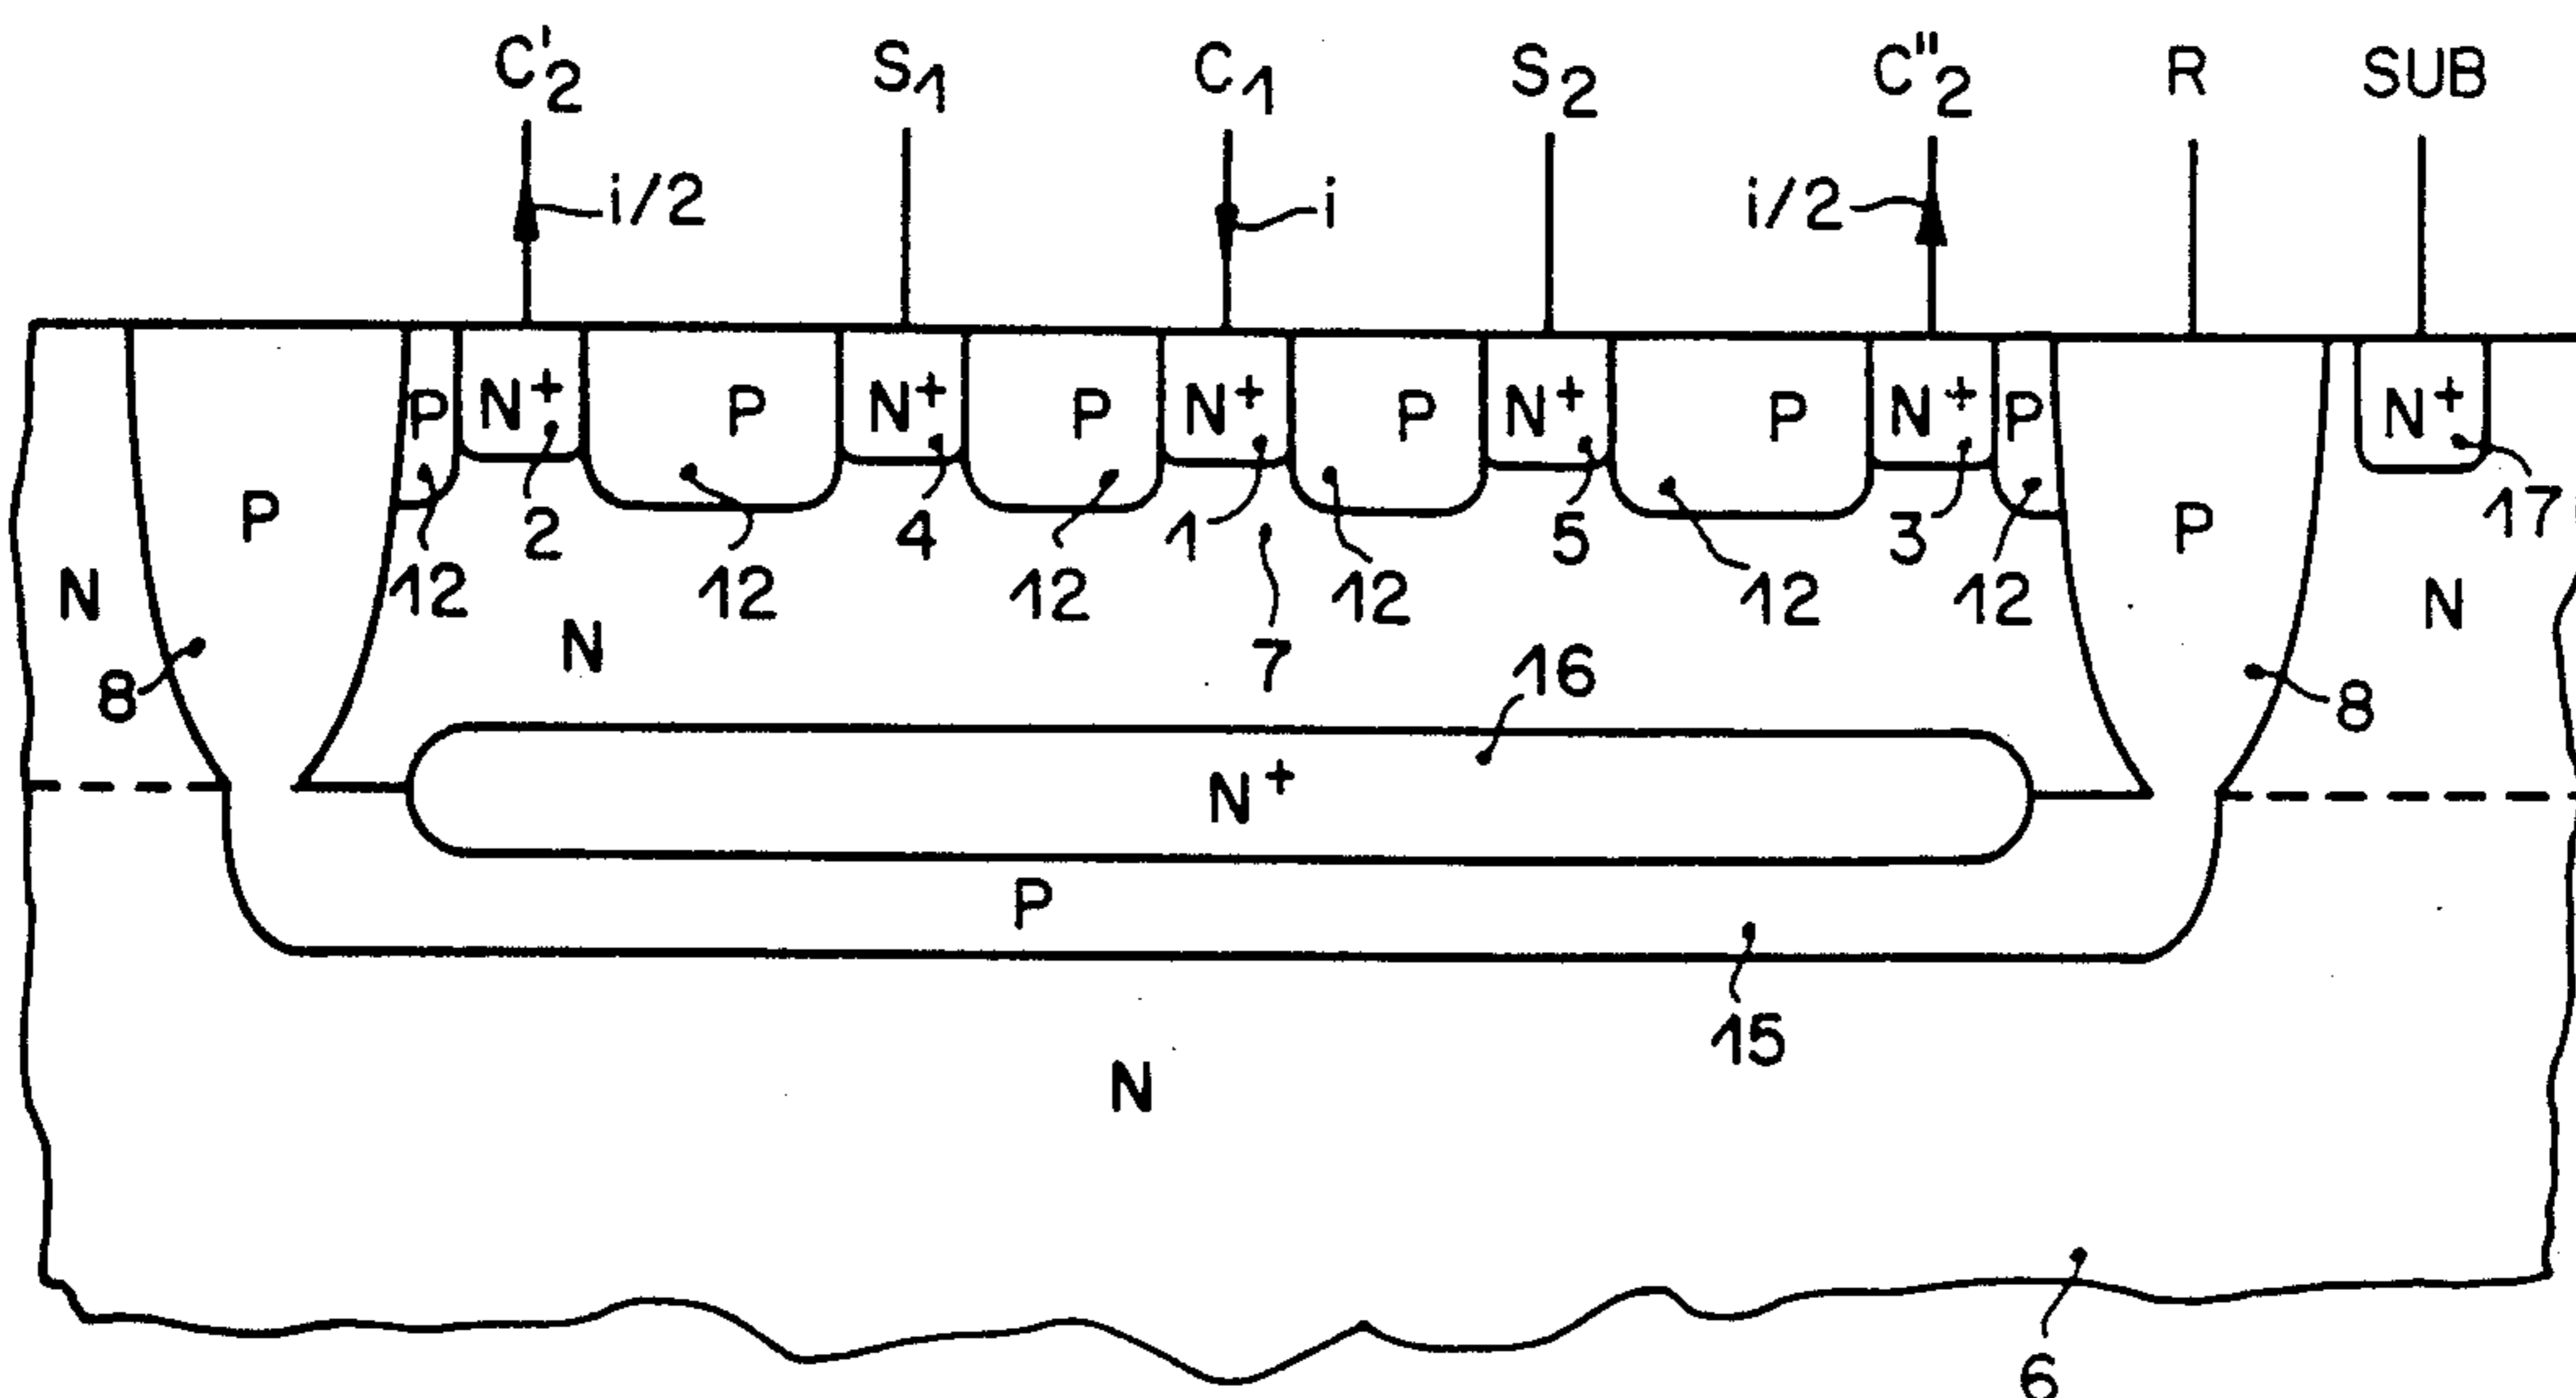 C'2 S1 C1 S2 C"2 R SUB
i/2 i i/2
P N+ P N+ P N+ P N+ P N+ P N+
P P
2 4 1 5 3 17
12 12 12 12 12 12
N N N
8 7 16 8
N+
P
15
N
6